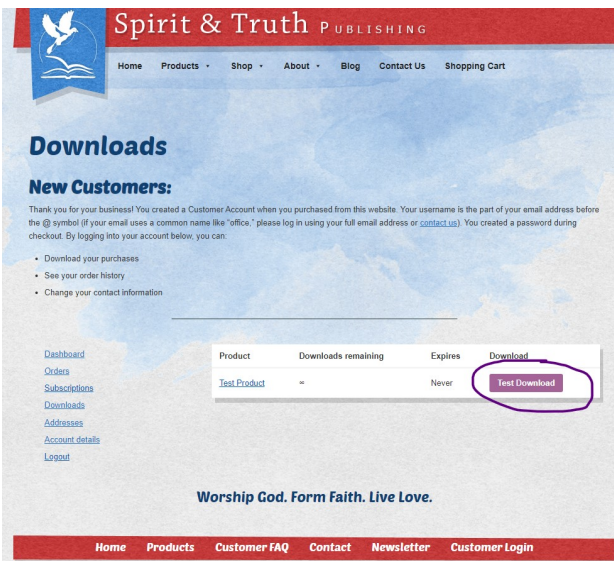 Spirit & Truth Publishing
Home Products Shop About Blog Contact Us Shopping Cart
Downloads
New Customers:
Thank you for your business! You created a Customer Account when you purchased from this website. Your username is the part of your email address before
the @ symbol (if your email uses a common name like "office," please log in using your full email address or contact us). You created a password during
checkout. By logging into your account below, you can:
• Download your purchases
• See your order history
• Change your contact information
Dashboard
Orders
Subscriptions
Downloads
Addresses
Account details
Logout
Product Downloads remaining Expires Download
Test Product ∞ Never Test Download
Worship God. Form Faith. Live Love.
Home Products Customer FAQ Contact Newsletter Customer Login